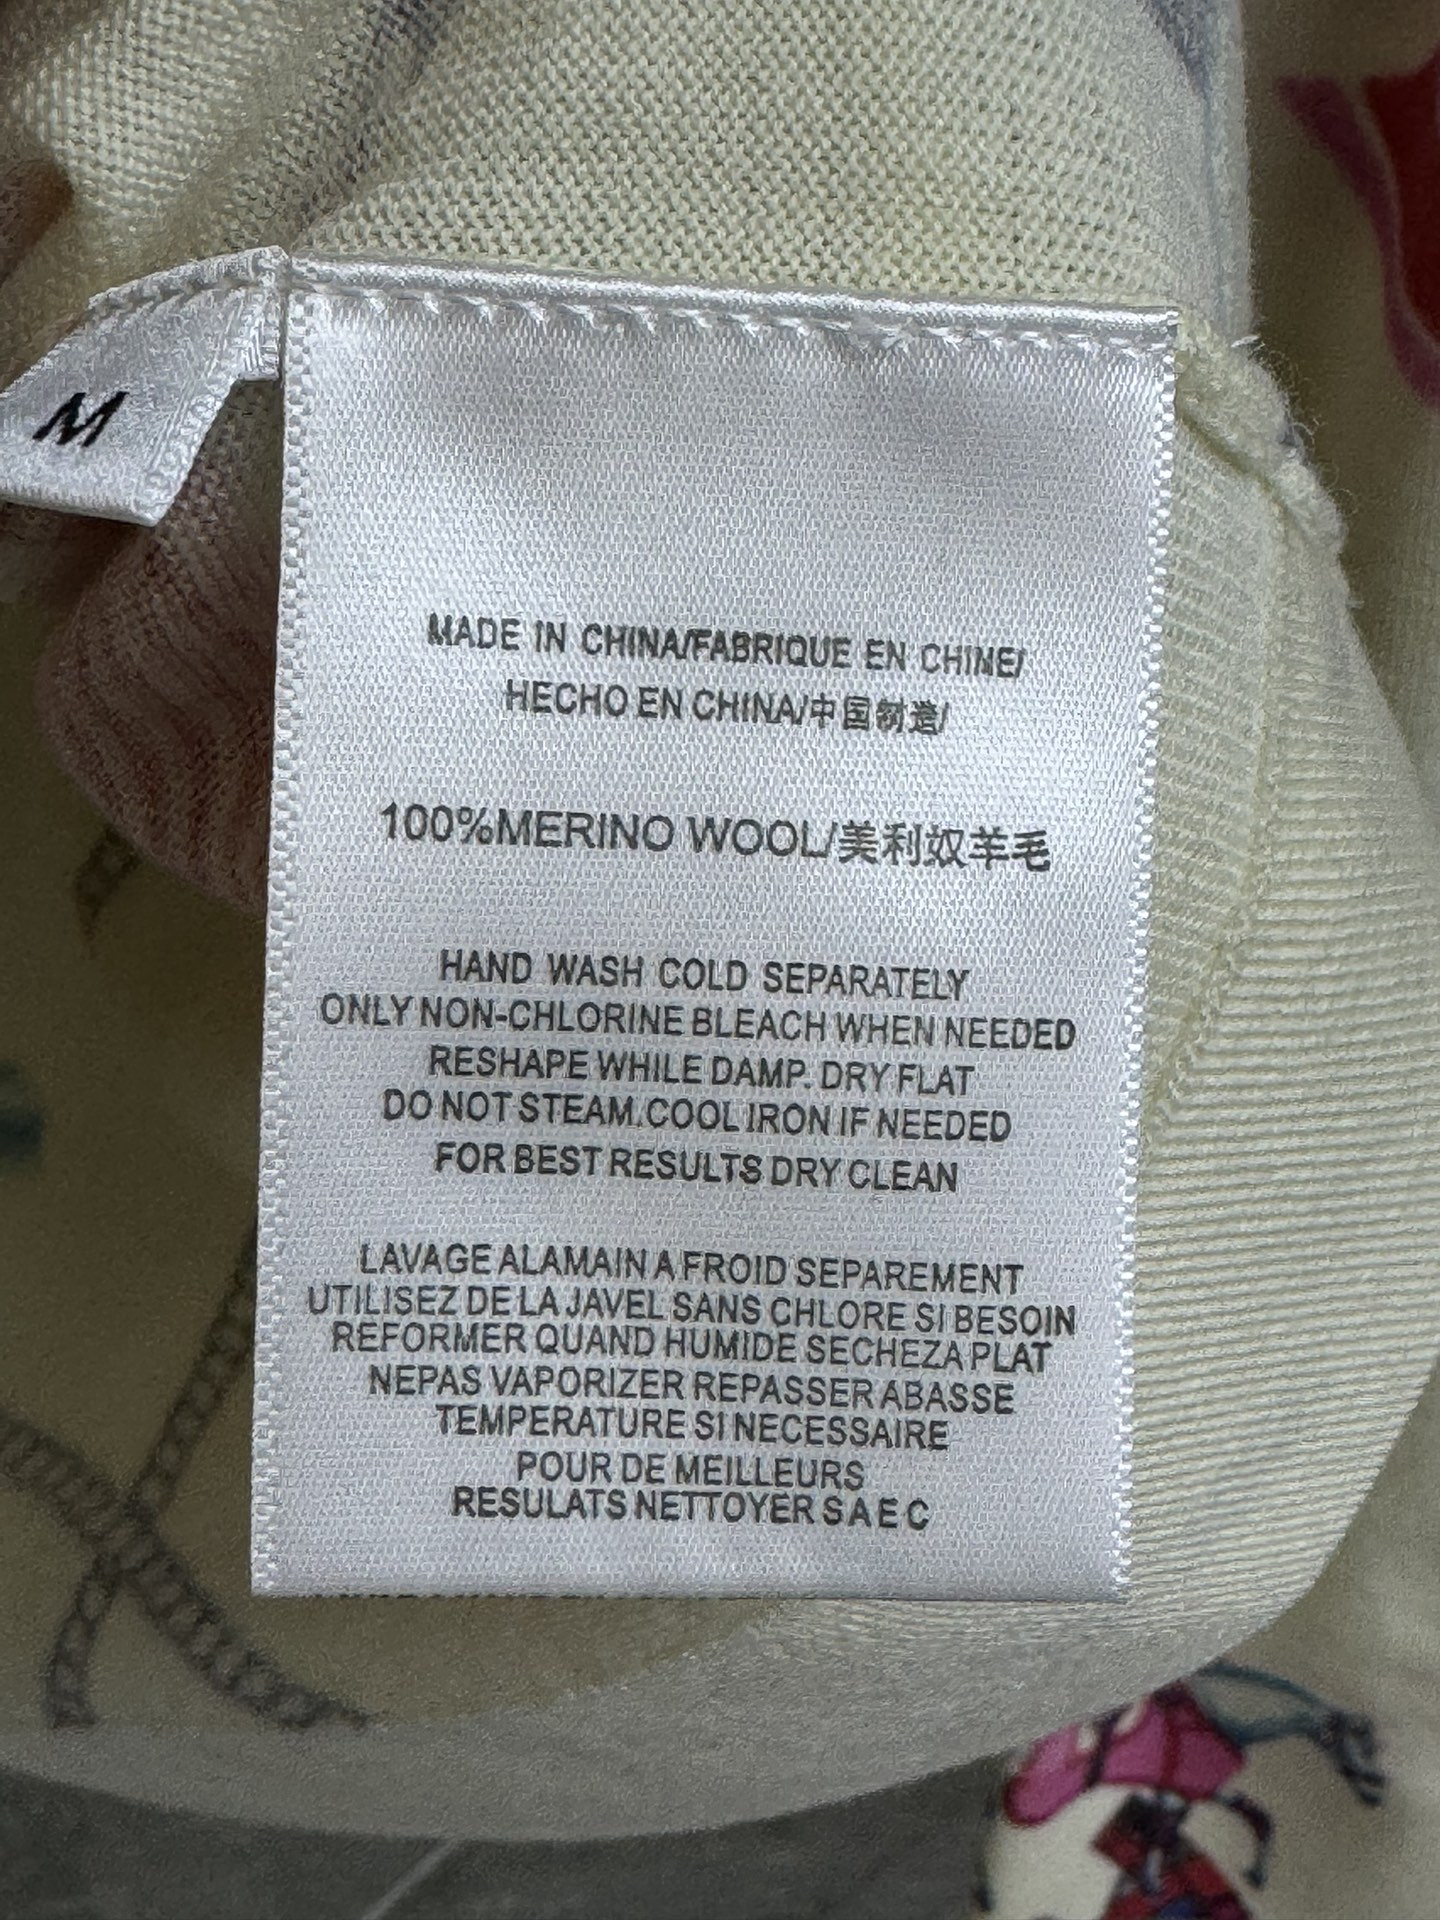 M
MADE IN CHINA/FABRIQUE EN CHINE/
HECHO EN CHINA/中国制造/
100%MERINO WOOL/美利奴羊毛
HAND WASH COLD SEPARATELY
ONLY NON-CHLORINE BLEACH WHEN NEEDED
RESHAPE WHILE DAMP. DRY FLAT
DO NOT STEAM.COOL IRON IF NEEDED
FOR BEST RESULTS DRY CLEAN
LAVAGE ALAMAIN A FROID SEPAREMENT
UTILISEZ DE LA JAVEL SANS CHLORE SI BESOIN
REFORMER QUAND HUMIDE SECHEZ A PLAT
NEPAS VAPORIZER REPASSER ABASSE
TEMPERATURE SI NECESSAIRE
POUR DE MEILLEURS
RESULATS NETTOYER S A E C